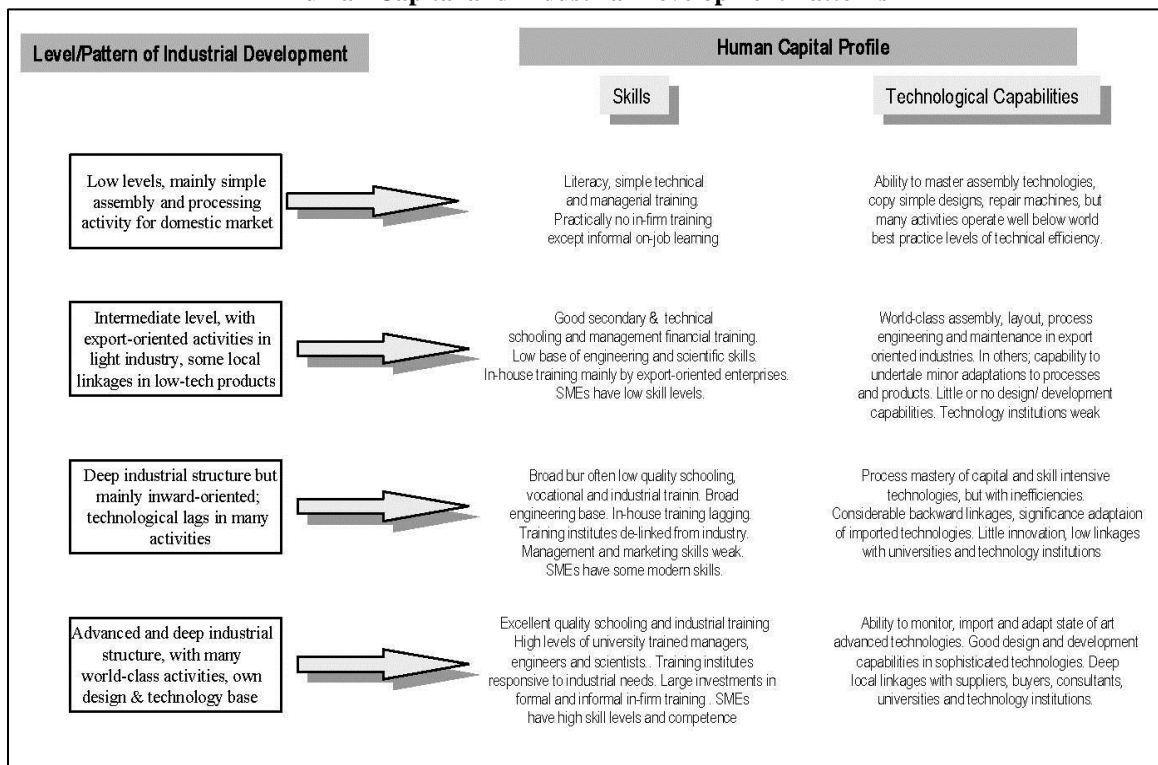 Level/Pattern of Industrial Development
Human Capital Profile
Skills
Technological Capabilities
Low levels, mainly simple
assembly and processing
activity for domestic market
Literacy, simple technical
and managerial training.
Practically no in-firm training
except informal on-job learning
Ability to master assembly technologies,
copy simple designs, repair machines, but
many activities operate well below world
best practice levels of technical efficiency.
Intermediate level, with
export-oriented activities in
light industry, some local
linkages in low-tech products
Good secondary & technical
schooling and management financial training.
Low base of engineering and scientific skills.
In-house training mainly by export-oriented enterprises.
SMEs have low skill levels.
World-class assembly, layout, process
engineering and maintenance in export
oriented industries. In others; capability to
undertale minor adaptations to processes
and products. Little or no design/ development
capabilities. Technology institutions weak
Deep industrial structure but
mainly inward-oriented;
technological lags in many
activities
Broad bur often low quality schooling,
vocational and industrial trainin. Broad
engineering base. In-house training lagging.
Training institutes de-linked from industry.
Management and marketing skills weak.
SMEs have some modern skills.
Process mastery of capital and skill intensive
technologies, but with inefficiencies.
Considerable backward linkages, significance adaptaion
of imported technologies. Little innovation, low linkages
with universities and technology institutions
Advanced and deep industrial
structure, with many
world-class activities, own
design & technology base
Excellent quality schooling and industrial training
High levels of university trained managers,
engineers and scientists.. Training institutes
responsive to industrial needs. Large investments in
formal and informal in-firm training . SMEs
have high skill levels and competence
Ability to monitor, import and adapt state of art
advanced technologies. Good design and development
capabilities in sophisticated technologies. Deep
local linkages with suppliers, buyers, consultants,
universities and technology institutions.